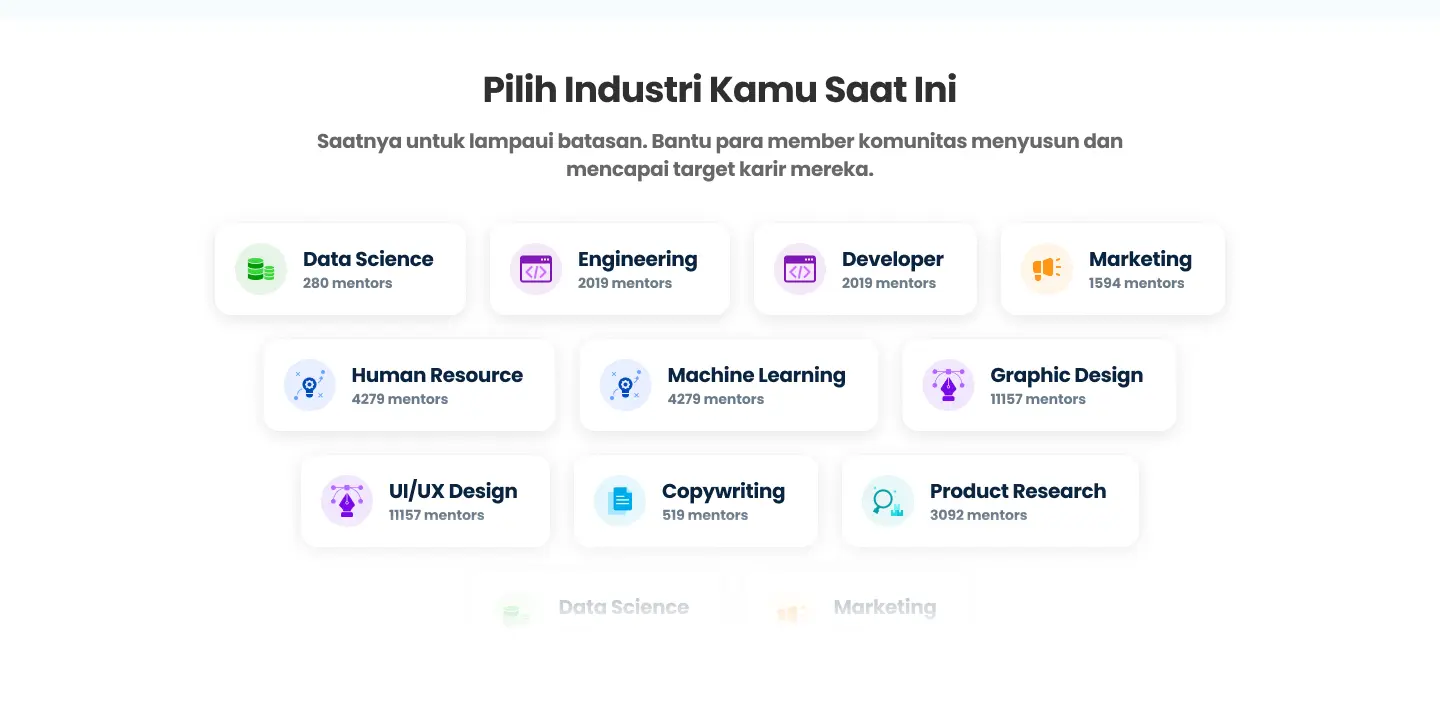 Pilih Industri Kamu Saat Ini
Saatnya untuk lampaui batasan. Bantu para member komunitas menyusun dan
mencapai target karir mereka.
Data Science
280 mentors
Engineering
2019 mentors
Developer
2019 mentors
Marketing
1594 mentors
Human Resource
4279 mentors
Machine Learning
4279 mentors
Graphic Design
11157 mentors
UI/UX Design
11157 mentors
Copywriting
519 mentors
Product Research
3092 mentors
Data Science
Marketing